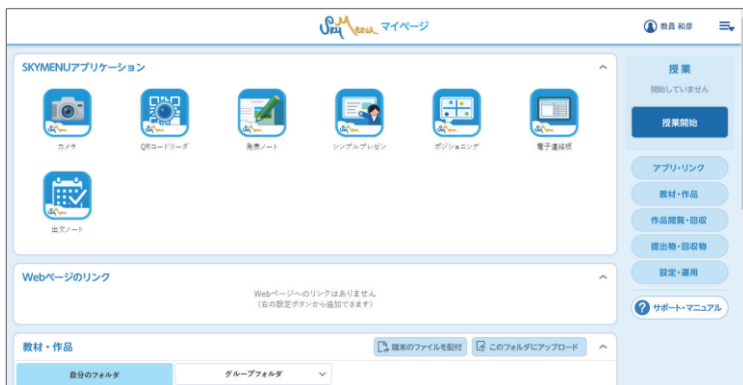 SkyMenu マイページ
教員 和彦
SKYMENUアプリケーション
カメラ
QRコードリーダ
発表ノート
シンプルプレゼン
ポジショニング
電子連絡板
出欠ノート
Webページのリンク
Webページへのリンクはありません
(右の設定ボタンから追加できます)
教材・作品
端末のファイルを配付
このフォルダにアップロード
自分のフォルダ
グループフォルダ
授業
開始していません
授業開始
アプリ・リンク
教材・作品
作品閲覧・回収
提出物・回収物
設定・運用
サポート・マニュアル